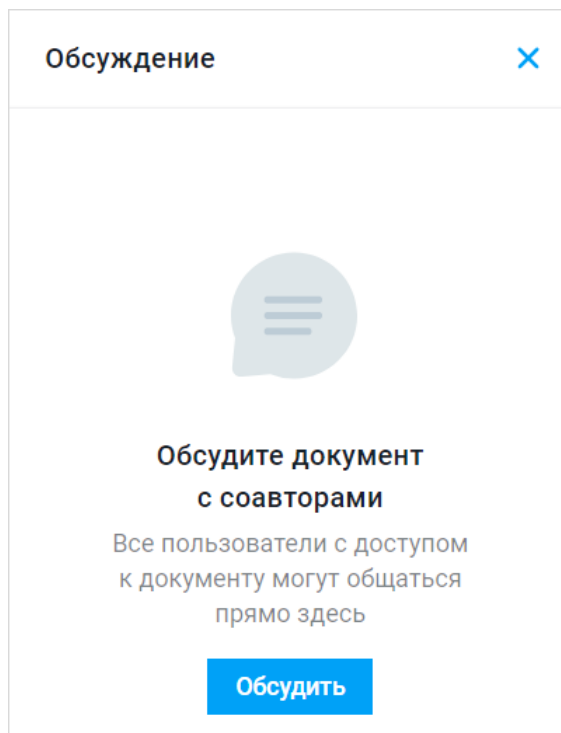 Обсуждение
Обсудите документ
с соавторами
Все пользователи с доступом
к документу могут общаться
прямо здесь
Обсудить